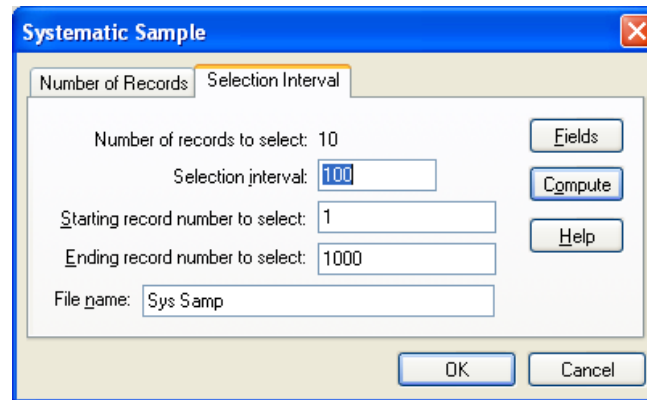 Systematic Sample
Number of Records Selection Interval
Number of records to select: 10 Fields
Selection interval: 100 Compute
Starting record number to select: 1
Help
Ending record number to select: 1000
File name: Sys Samp
OK Cancel